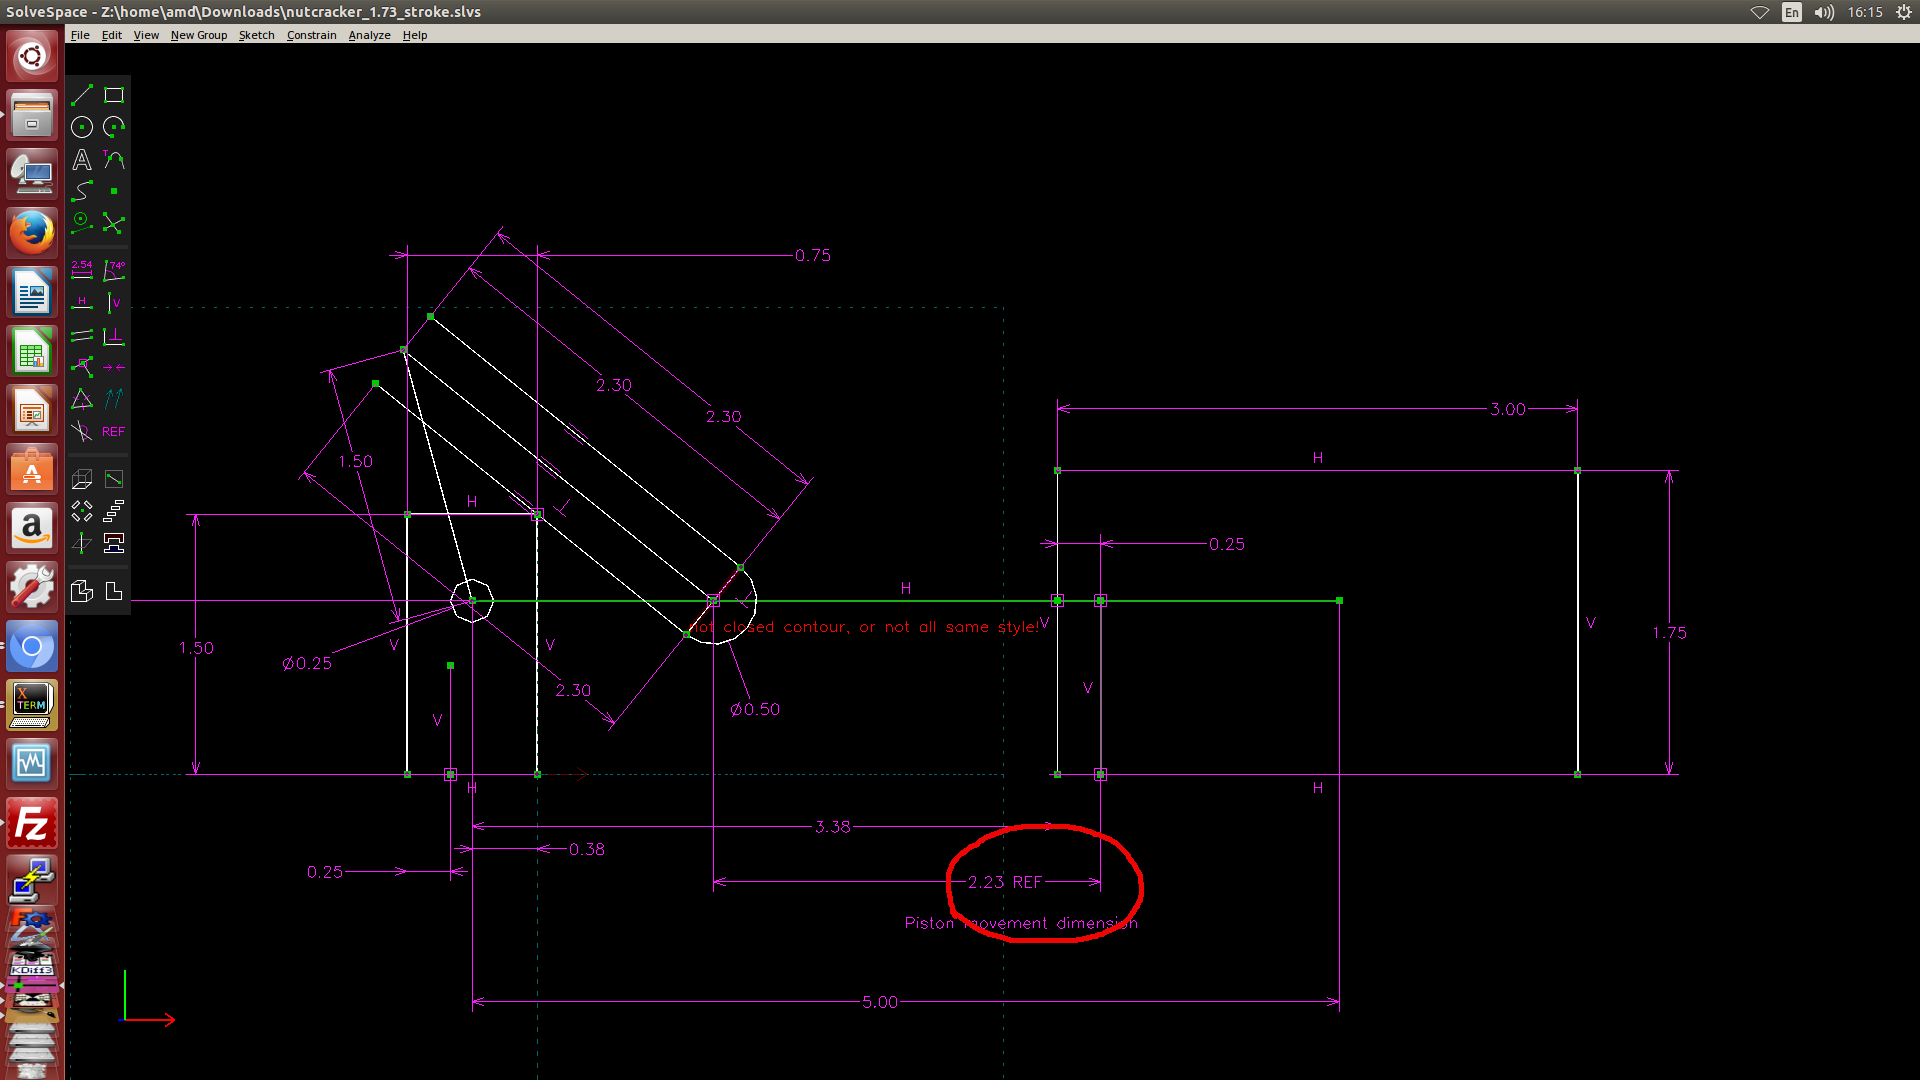 SolveSpace - Z:\home\amd\Downloads\nutcracker_1.73_stroke.slvs
En
16:15
File Edit View New Group Sketch Constrain Analyze Help
A
T
2.54
74°
H
V
REF
0.75
2.30
2.30
3.00
1.50
H
H
0.25
H
V
not closed contour, or not all same style!
V
1.75
1.50
V
V
Ø0.25
2.30
V
Ø0.50
V
H
H
3.38
0.38
0.25
2.23 REF
Piston movement dimension
5.00
A
a
X
TERM
Fz
KDiff3